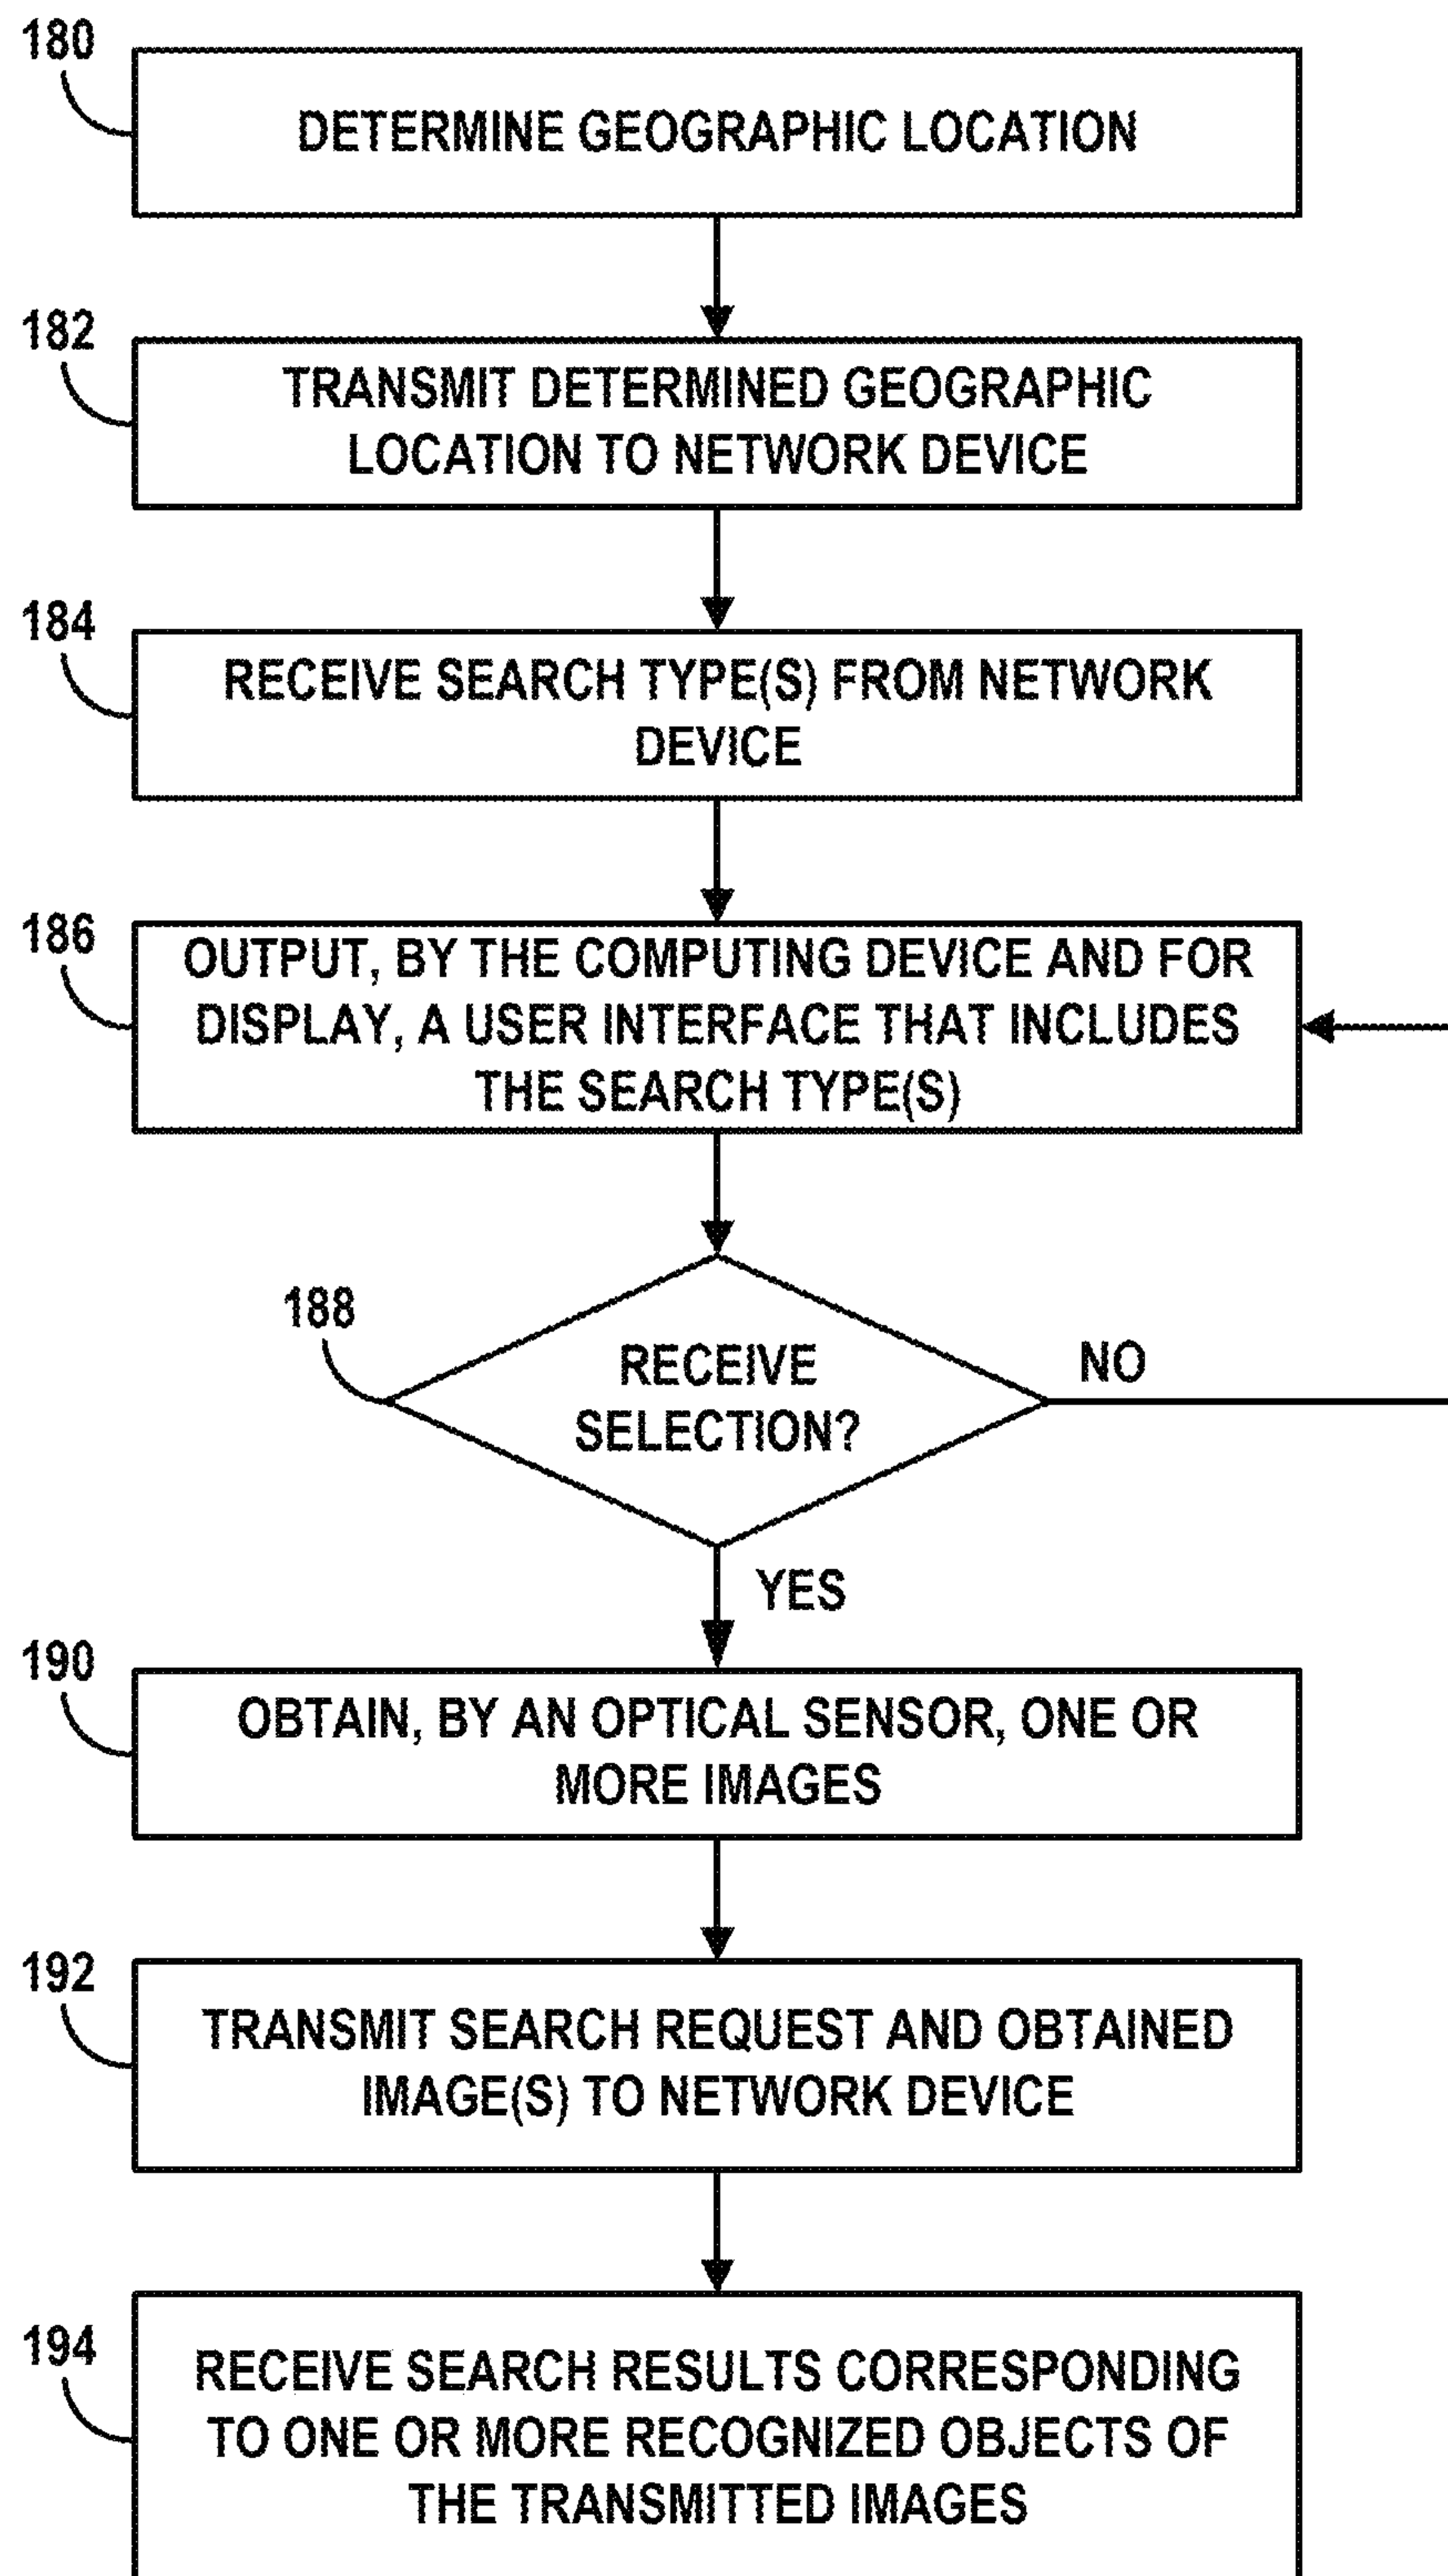 180
DETERMINE GEOGRAPHIC LOCATION
182
TRANSMIT DETERMINED GEOGRAPHIC
LOCATION TO NETWORK DEVICE
184
RECEIVE SEARCH TYPE(S) FROM NETWORK
DEVICE
186
OUTPUT, BY THE COMPUTING DEVICE AND FOR
DISPLAY, A USER INTERFACE THAT INCLUDES
THE SEARCH TYPE(S)
188
RECEIVE
SELECTION?
NO
YES
190
OBTAIN, BY AN OPTICAL SENSOR, ONE OR
MORE IMAGES
192
TRANSMIT SEARCH REQUEST AND OBTAINED
IMAGE(S) TO NETWORK DEVICE
194
RECEIVE SEARCH RESULTS CORRESPONDING
TO ONE OR MORE RECOGNIZED OBJECTS OF
THE TRANSMITTED IMAGES